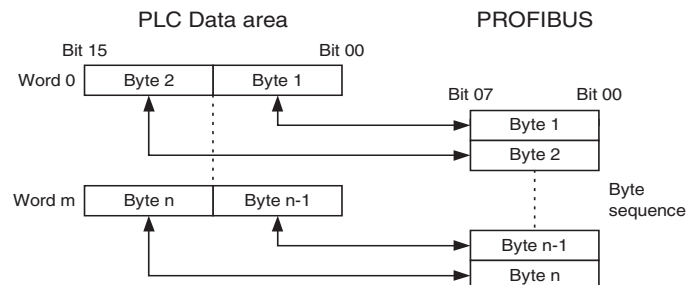 PLC Data area PROFIBUS
Bit 15 Bit 00
Word 0 Byte 2 Byte 1
Bit 07 Bit 00
Byte 1
Byte 2
Word m Byte n Byte n-1
Byte
sequence
Byte n-1
Byte n